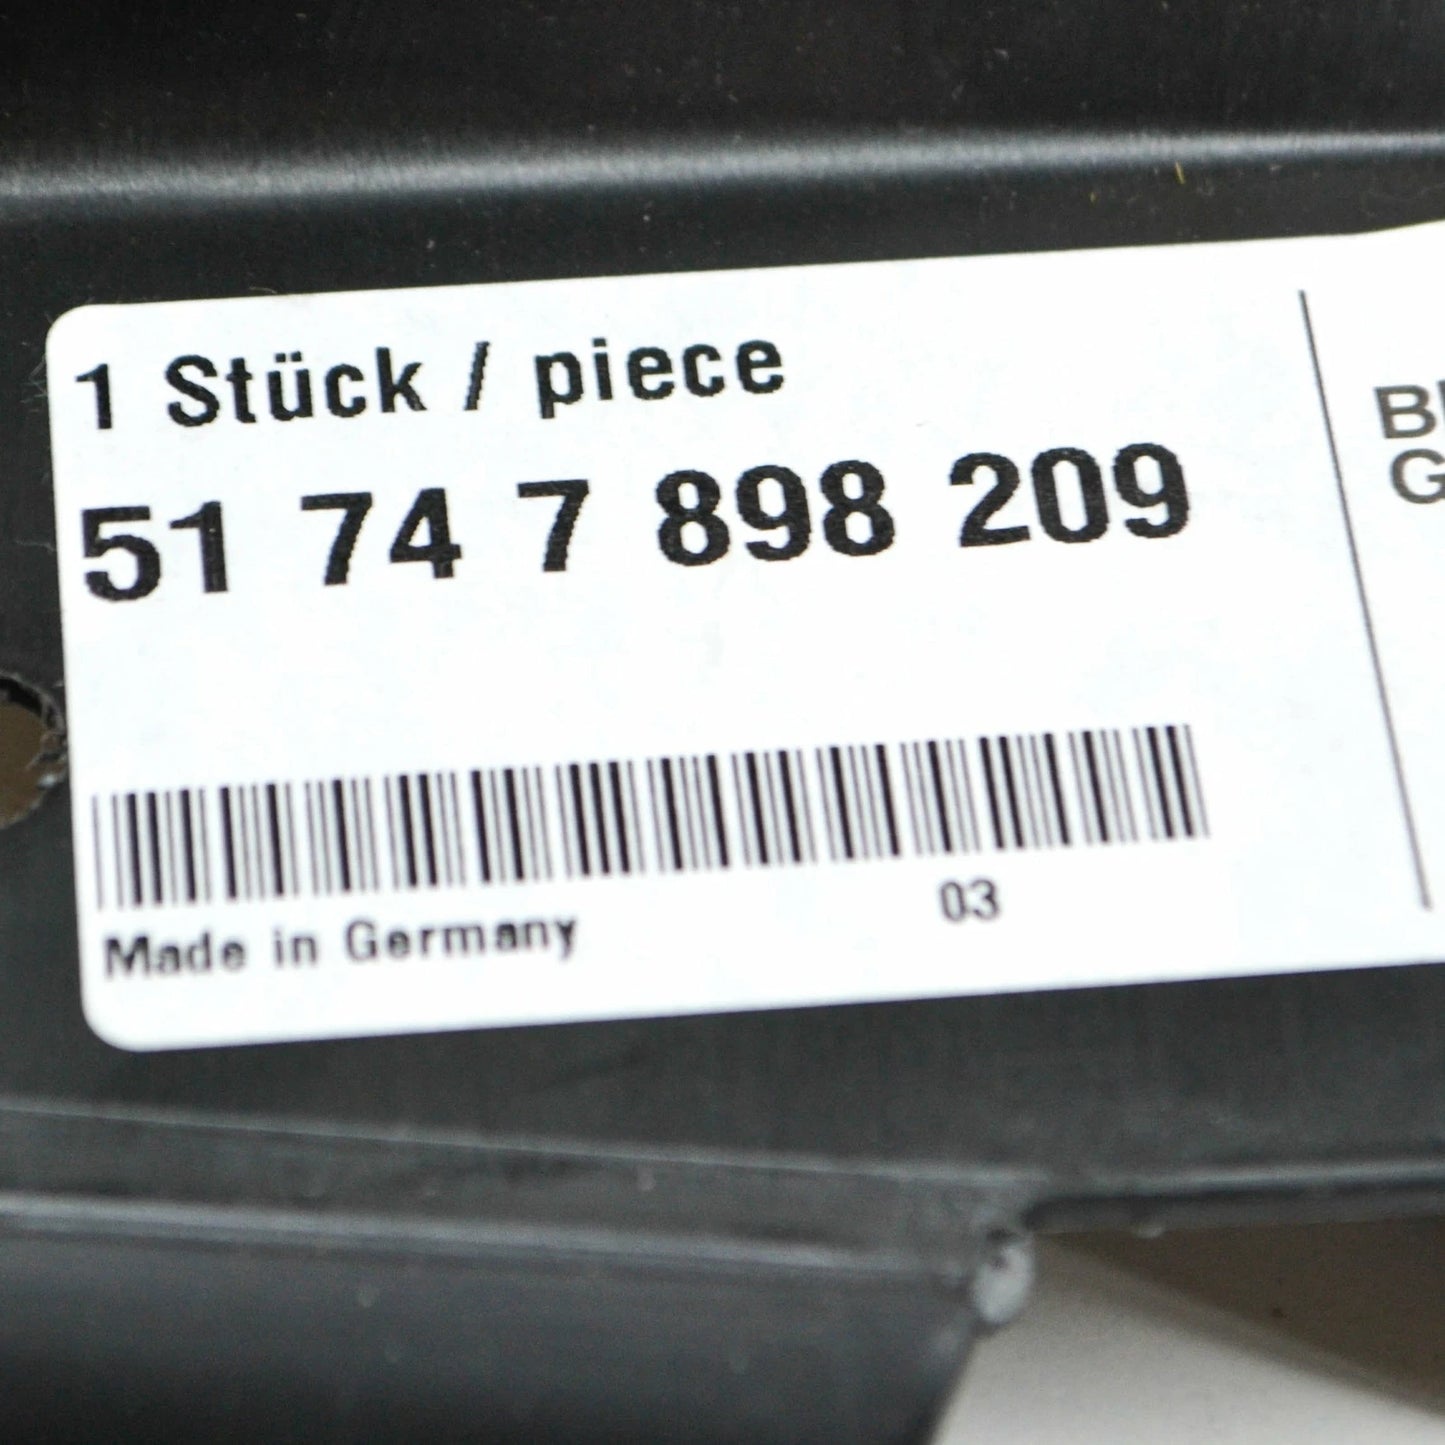 1 Stück / piece
51 74 7 898 209
03
Made in Germany